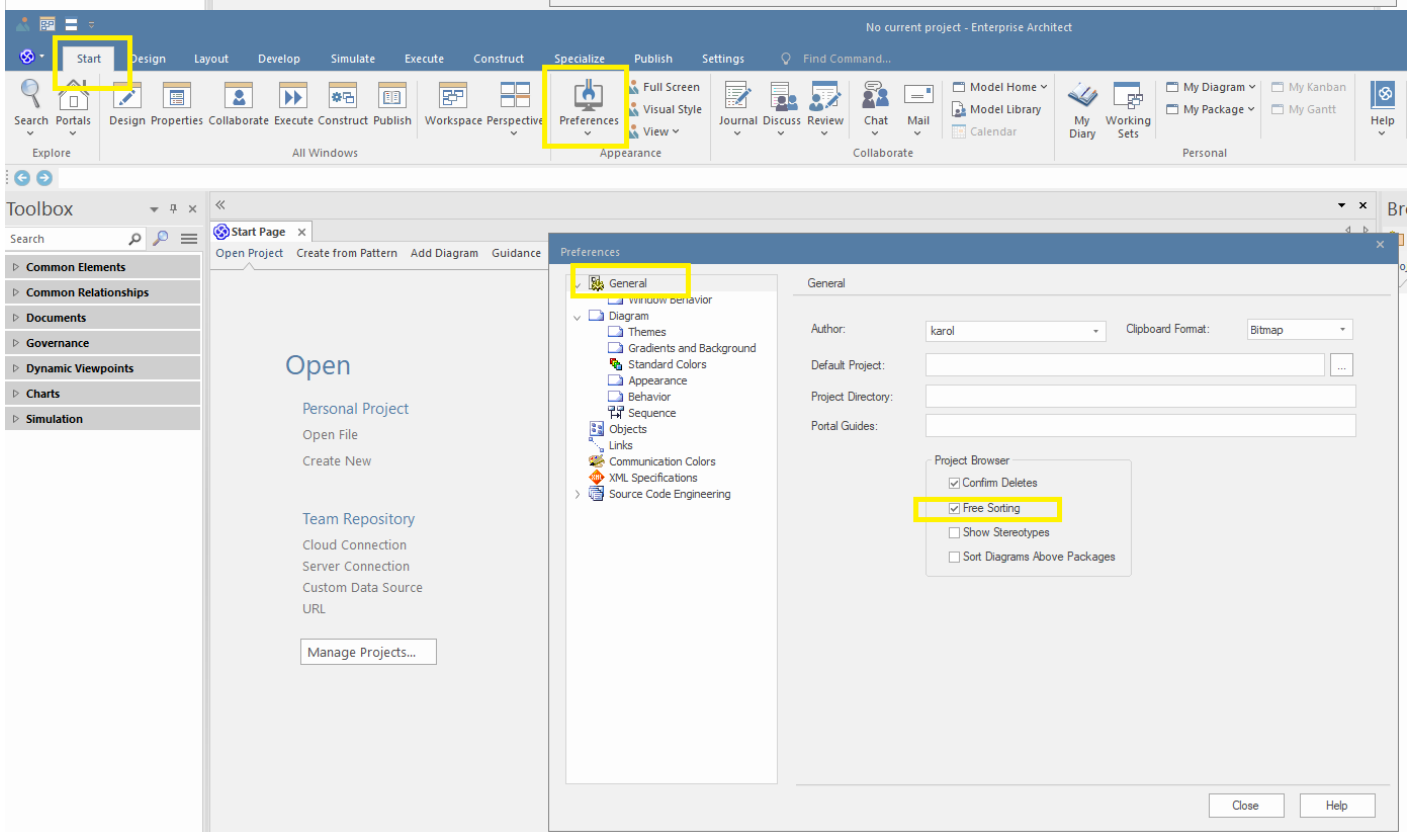 No current project - Enterprise Architect
Start Design Layout Develop Simulate Execute Construct Specialize Publish Settings Find Command...
Search Portals Design Properties Collaborate Execute Construct Publish Workspace Perspective Preferences
Full Screen
Visual Style
View
Journal Discuss Review Chat Mail
Model Home
Model Library
Calendar
My Diary
Working Sets
My Diagram My Kanban
My Package My Gantt
Help
Explore All Windows Appearance Collaborate Personal
Toolbox
Search
Common Elements
Common Relationships
Documents
Governance
Dynamic Viewpoints
Charts
Simulation
Start Page
Open Project Create from Pattern Add Diagram Guidance
Open
Personal Project
Open File
Create New
Team Repository
Cloud Connection
Server Connection
Custom Data Source
URL
Manage Projects...
Preferences
General
Window Behavior
Diagram
Themes
Gradients and Background
Standard Colors
Appearance
Behavior
Sequence
Objects
Links
Communication Colors
XML Specifications
Source Code Engineering
General
Author: karol Clipboard Format: Bitmap
Default Project: ...
Project Directory:
Portal Guides:
Project Browser
Confirm Deletes
Free Sorting
Show Stereotypes
Sort Diagrams Above Packages
Close Help